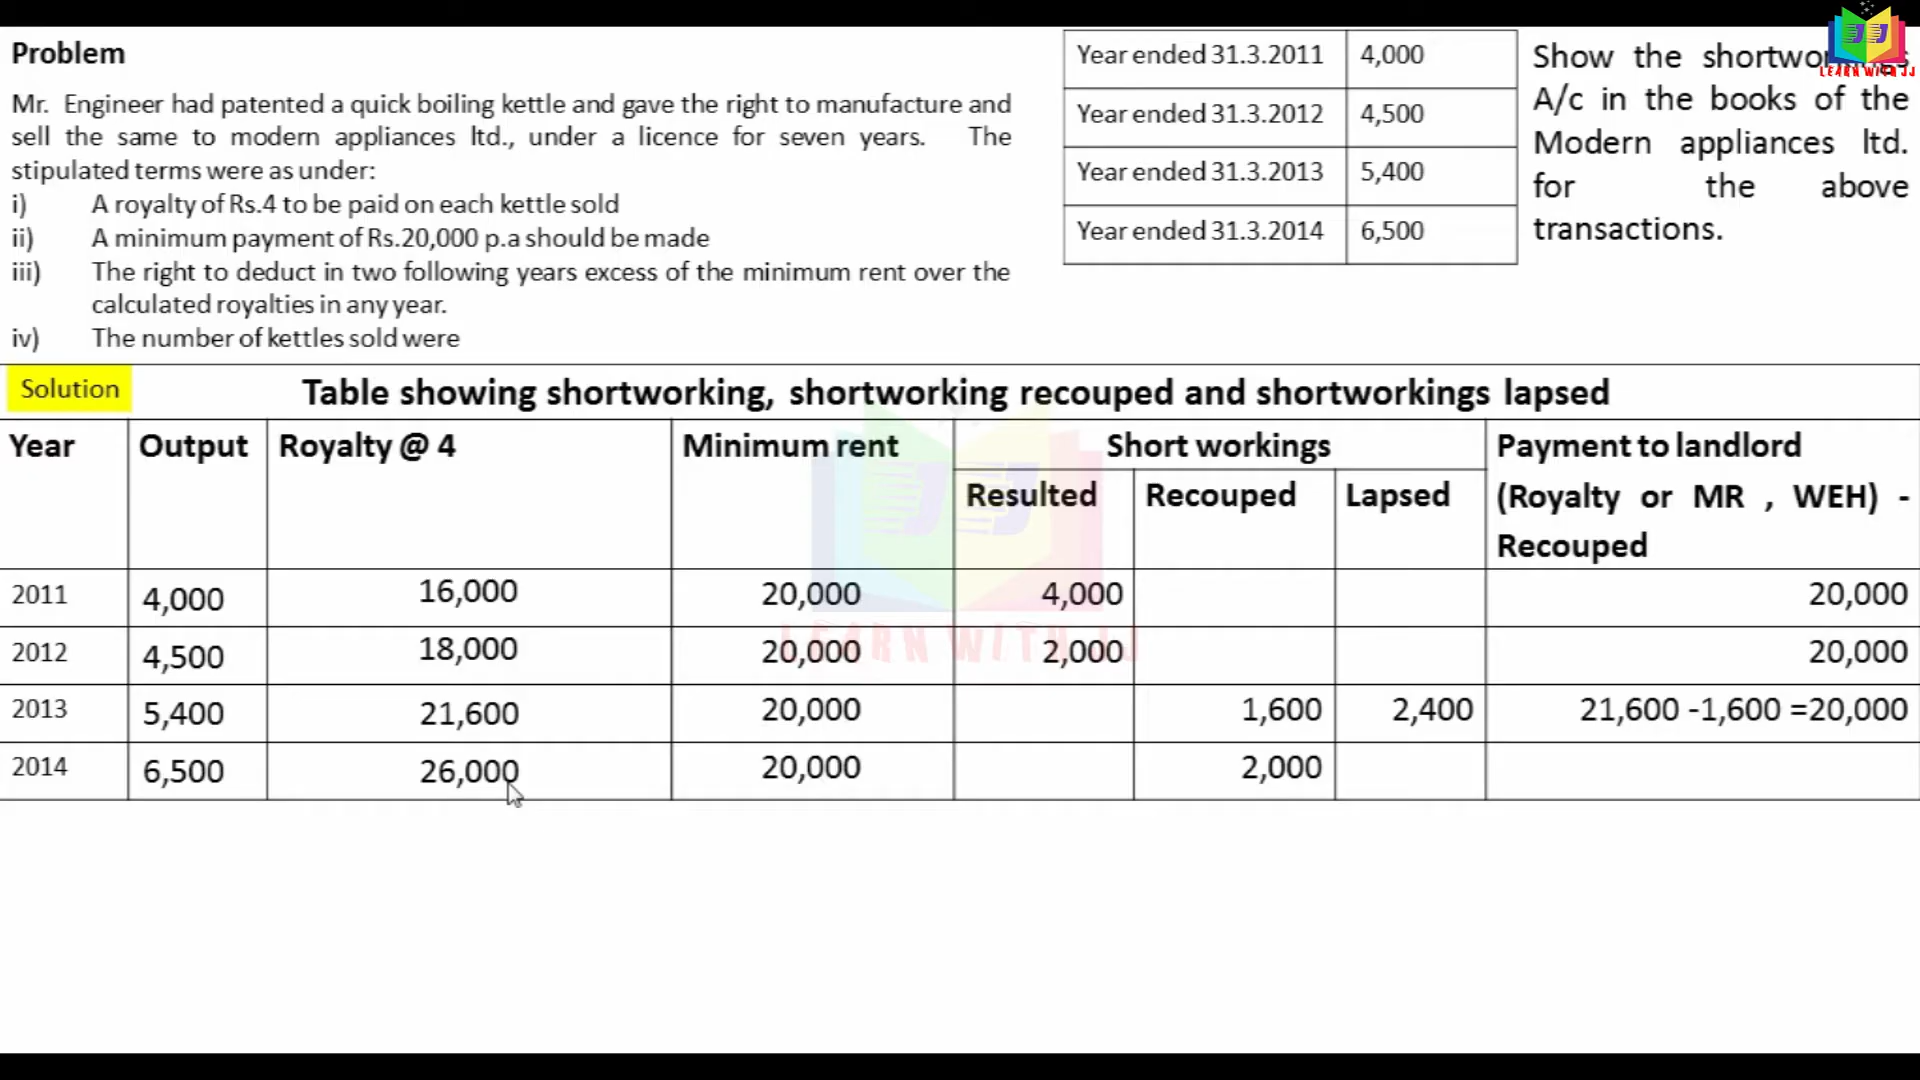 Problem
Mr. Engineer had patented a quick boiling kettle and gave the right to manufacture and
sell the same to modern appliances ltd., under a licence for seven years. The
stipulated terms were as under:
i) A royalty of Rs.4 to be paid on each kettle sold
ii) A minimum payment of Rs.20,000 p.a should be made
iii) The right to deduct in two following years excess of the minimum rent over the
calculated royalties in any year.
iv) The number of kettles sold were
Year ended 31.3.2011 4,000
Year ended 31.3.2012 4,500
Year ended 31.3.2013 5,400
Year ended 31.3.2014 6,500
Show the shortworkings
A/c in the books of the
Modern appliances ltd.
for the above
transactions.
LEARN WITH JJ
Solution
Table showing shortworking, shortworking recouped and shortworkings lapsed
Year Output Royalty @ 4 Minimum rent Short workings Payment to landlord
Resulted Recouped Lapsed (Royalty or MR , WEH) -
Recouped
2011 4,000 16,000 20,000 4,000 20,000
2012 4,500 18,000 20,000 2,000 20,000
2013 5,400 21,600 20,000 1,600 2,400 21,600 -1,600 =20,000
2014 6,500 26,000 20,000 2,000
LEARN WITH JJ